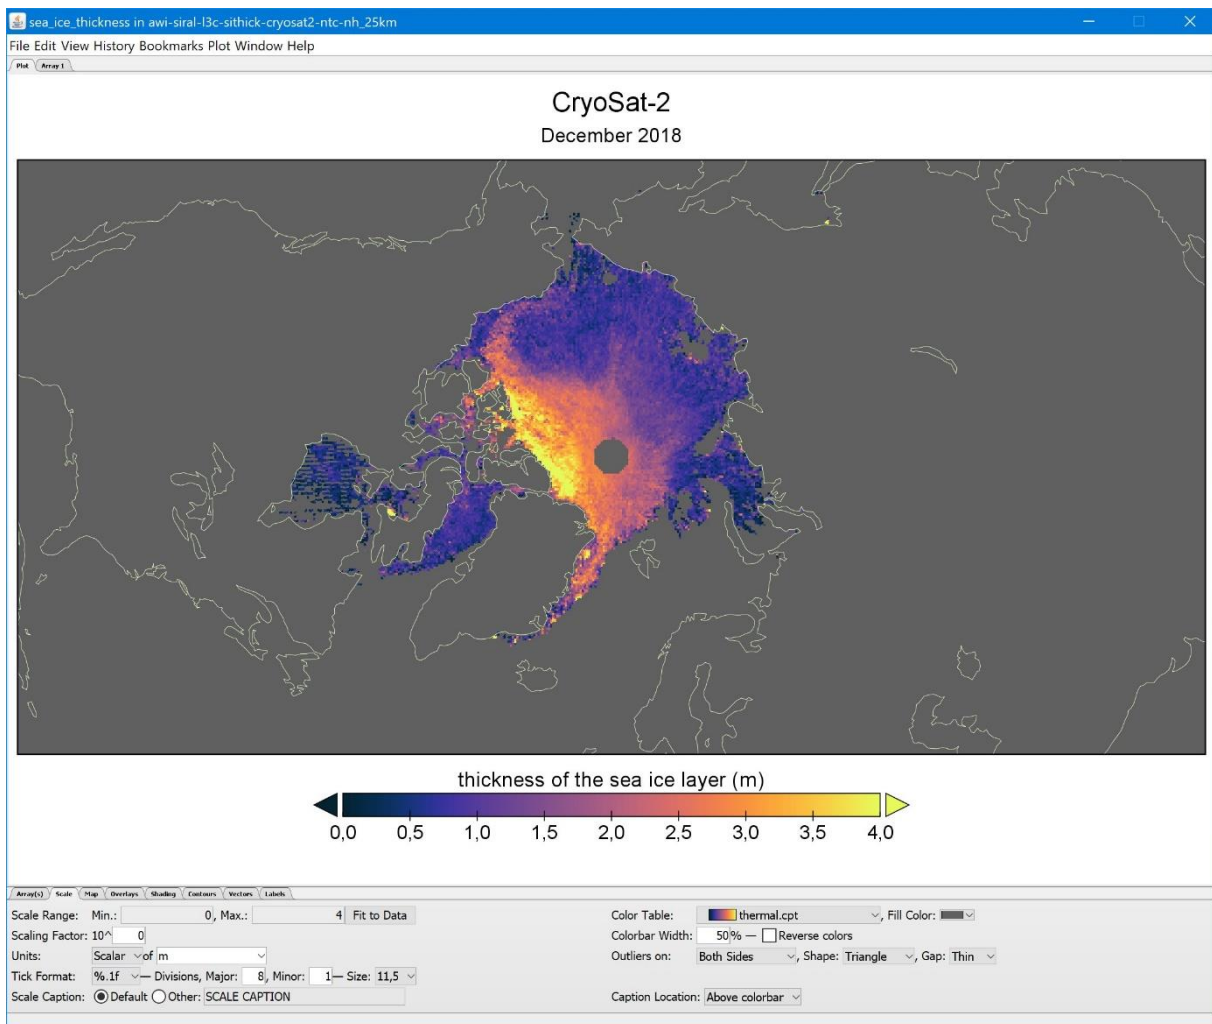 sea_ice_thickness in awi-siral-l3c-sithick-cryosat2-ntc-nh_25km
File Edit View History Bookmarks Plot Window Help
Plot Array 1
CryoSat-2
December 2018
thickness of the sea ice layer (m)
0,0 0,5 1,0 1,5 2,0 2,5 3,0 3,5 4,0
Array(s) Scale Map Overlays Shading Contours Vectors Labels
Scale Range: Min.: 0, Max.: 4 Fit to Data Color Table: thermal.cpt, Fill Color:
Scaling Factor: 10^ 0 Colorbar Width: 50% — Reverse colors
Units: Scalar of m Outliers on: Both Sides, Shape: Triangle, Gap: Thin
Tick Format: %.1f — Divisions, Major: 8, Minor: 1 — Size: 11,5
Scale Caption: Default Other: SCALE CAPTION Caption Location: Above colorbar